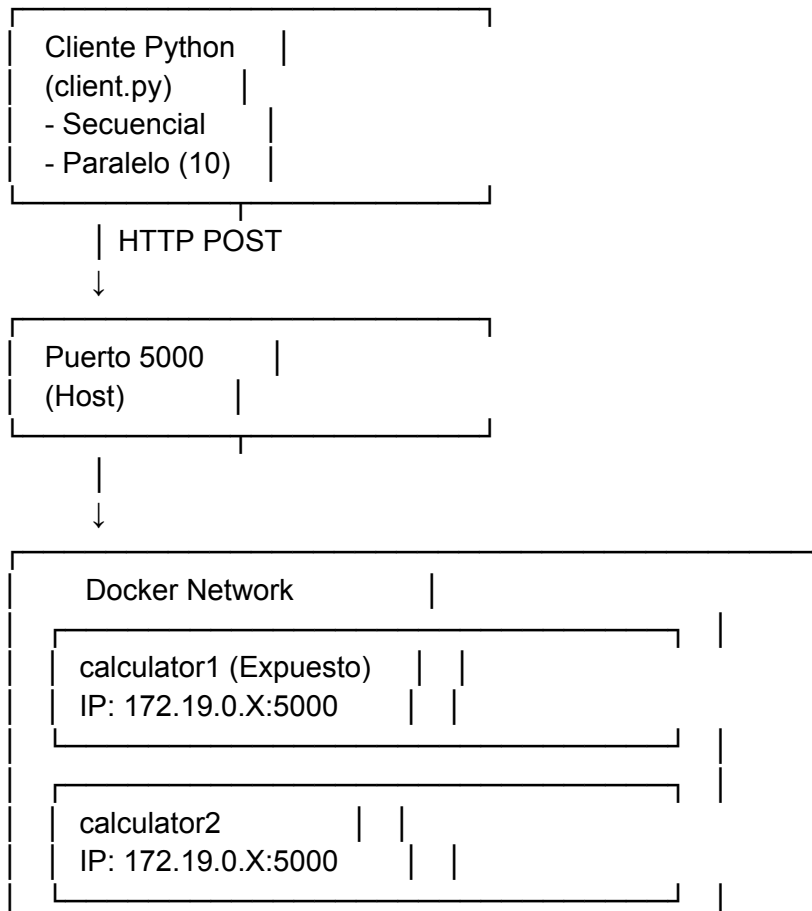 Cliente Python
(client.py)
- Secuencial
- Paralelo (10)
HTTP POST
↓
Puerto 5000
(Host)
↓
Docker Network
calculator1 (Expuesto)
IP: 172.19.0.X:5000
calculator2
IP: 172.19.0.X:5000